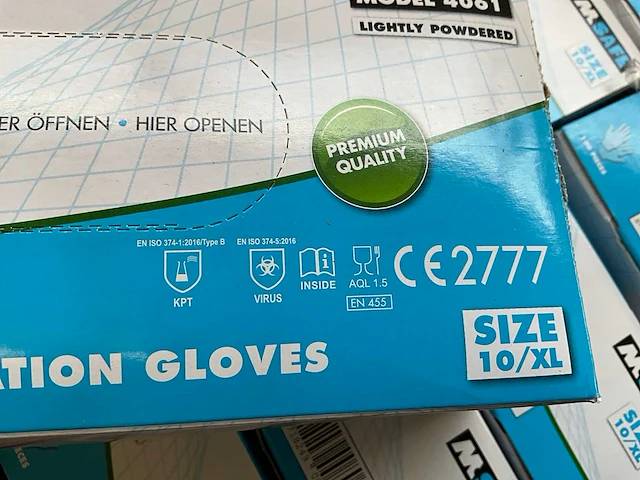 MODEL 4061
LIGHTLY POWDERED
ER ÖFFNEN • HIER OPENEN
PREMIUM
QUALITY
EN ISO 374-1:2016/Type B
EN ISO 374-5:2016
KPT
VIRUS
INSIDE
AQL 1.5
EN 455
CE 2777
ATION GLOVES
SIZE
10/XL
M SAFE
SIZE
10/XL